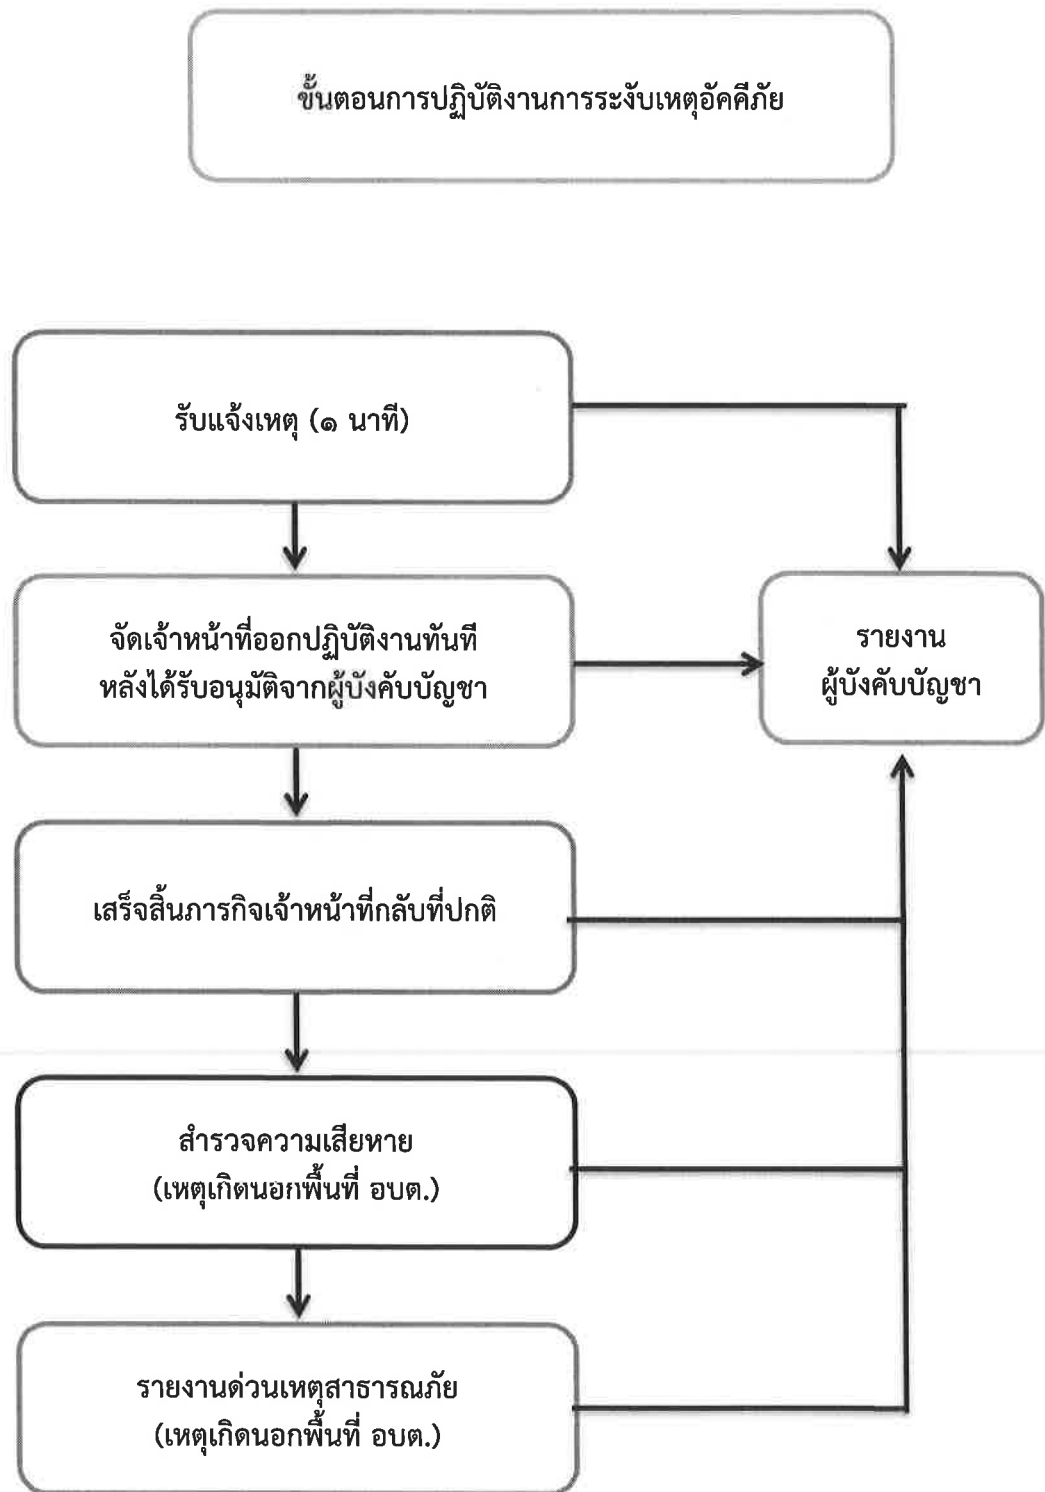 ขั้นตอนการปฏิบัติงานการระงับเหตุอัคคีภัย
รับแจ้งเหตุ (๑ นาที)
จัดเจ้าหน้าที่ออกปฏิบัติงานทันที
หลังได้รับอนุมัติจากผู้บังคับบัญชา
รายงาน
ผู้บังคับบัญชา
เสร็จสิ้นภารกิจเจ้าหน้าที่กลับที่ปกติ
สำรวจความเสียหาย
(เหตุเกิดนอกพื้นที่ อบต.)
รายงานด่วนเหตุสาธารณภัย
(เหตุเกิดนอกพื้นที่ อบต.)